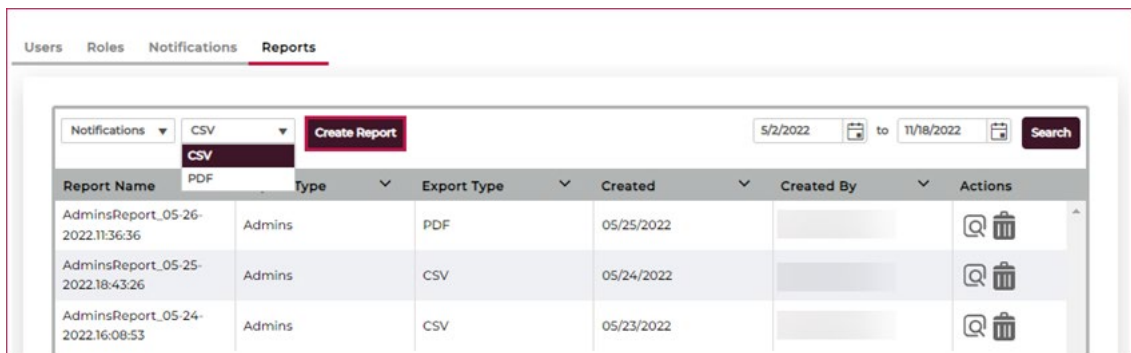 Users Roles Notifications Reports
Notifications CSV Create Report 5/2/2022 to 11/18/2022 Search
CSV
PDF
Report Name Type Export Type Created Created By Actions
AdminsReport_05-26-
2022.11:36:36
Admins PDF 05/25/2022
AdminsReport_05-25-
2022.18:43:26
Admins CSV 05/24/2022
AdminsReport_05-24-
2022.16:08:53
Admins CSV 05/23/2022